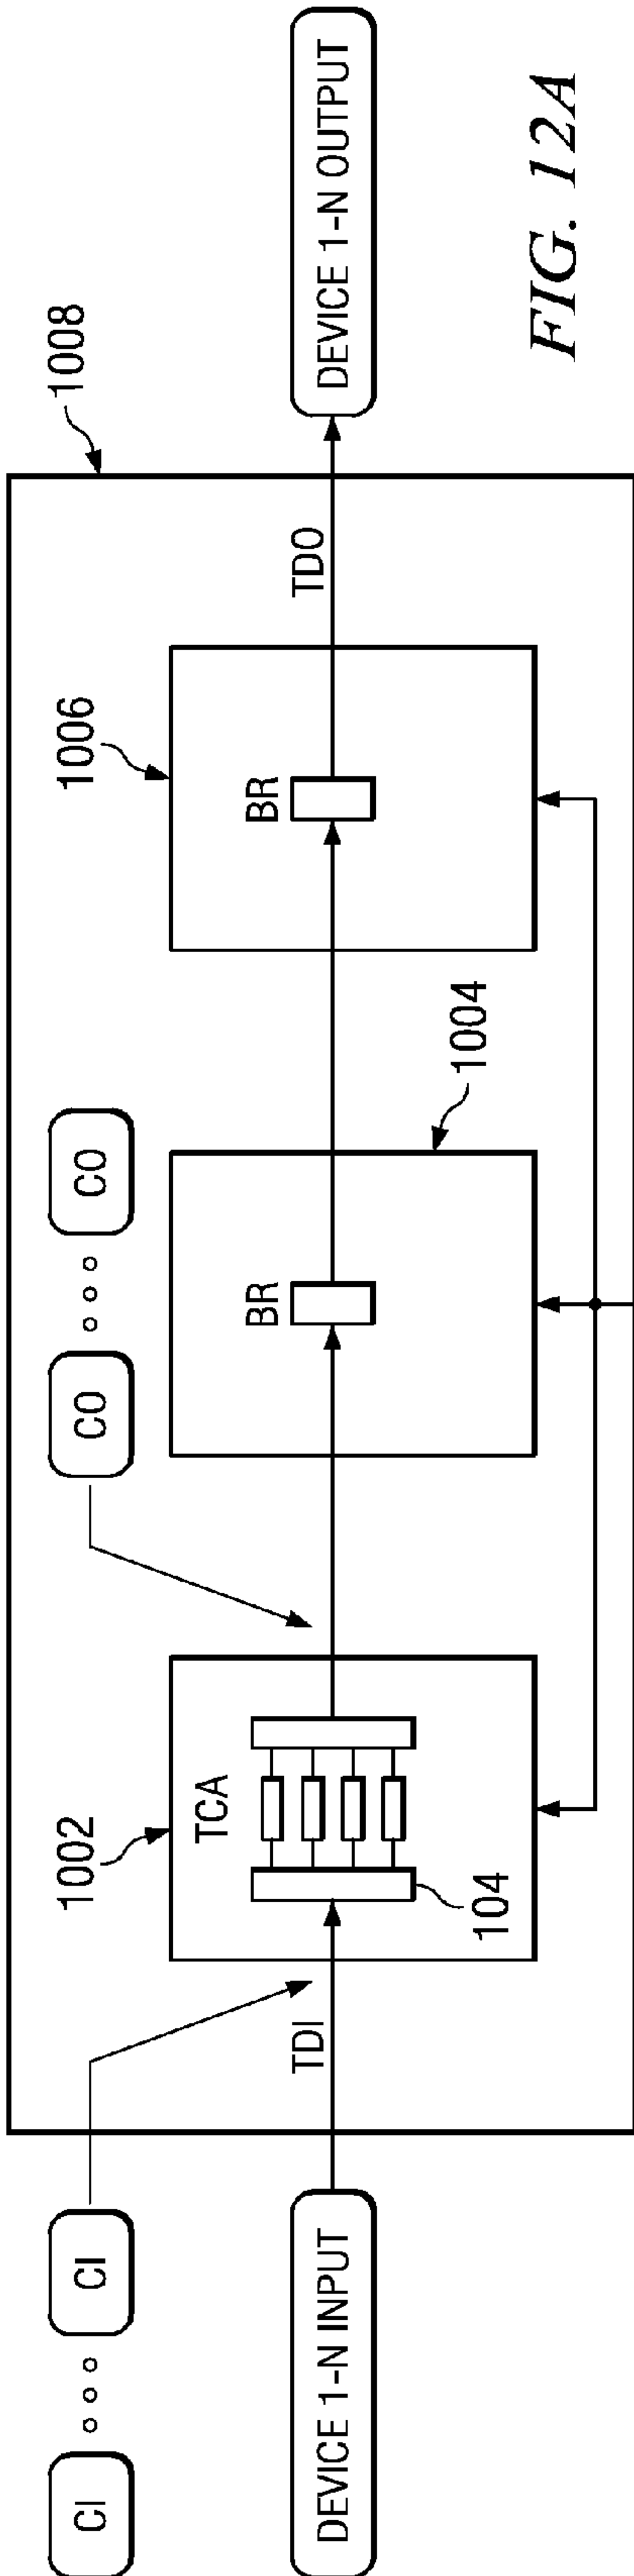 CI
CI
DEVICE 1-N INPUT
TDI
1002
TCA
104
CO
CO
BR
1004
1006
BR
TDO
1008
DEVICE 1-N OUTPUT
FIG. 12A